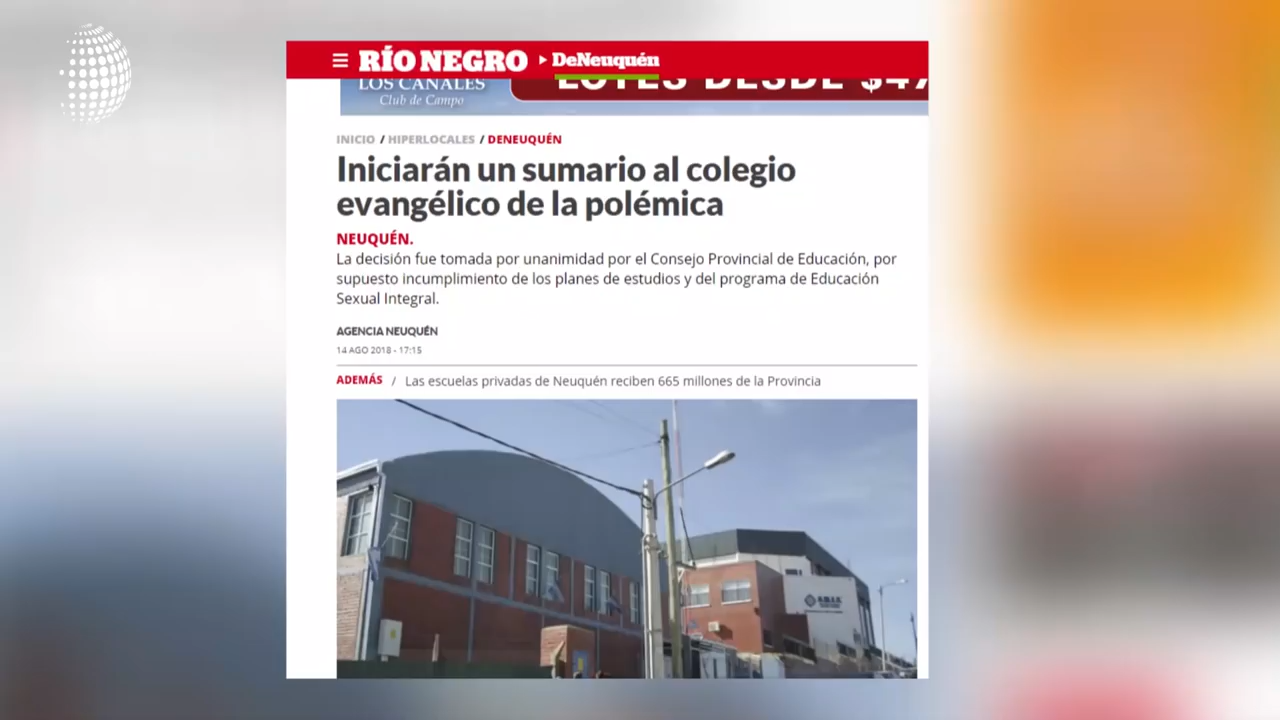 RÍO NEGRO DeNeuquén
LOS CANALES
Club de Campo
LOTES DESDE $47
INICIO / HIPERLOCALES / DENEUQUÉN
Iniciarán un sumario al colegio
evangélico de la polémica
NEUQUÉN.
La decisión fue tomada por unanimidad por el Consejo Provincial de Educación, por
supuesto incumplimiento de los planes de estudios y del programa de Educación
Sexual Integral.
AGENCIA NEUQUÉN
14 AGO 2018 - 17:15
ADEMÁS / Las escuelas privadas de Neuquén reciben 665 millones de la Provincia